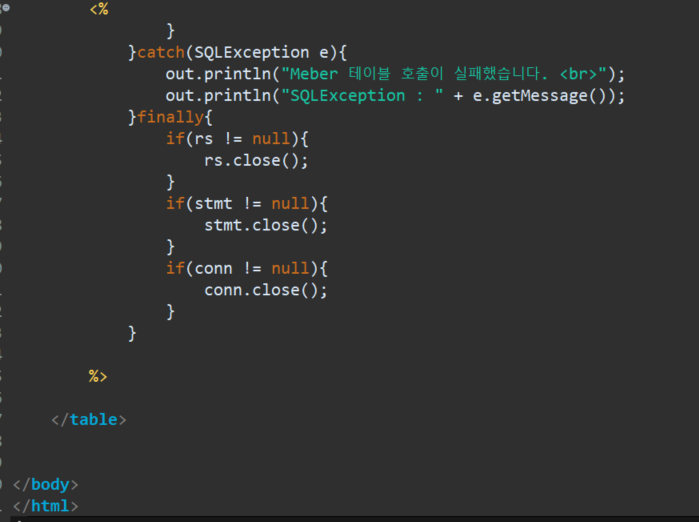 <%
}
}catch(SQLException e){
out.println("Meber 테이블 호출이 실패했습니다. <br>");
out.println("SQLException : " + e.getMessage());
}finally{
if(rs != null){
rs.close();
}
if(stmt != null){
stmt.close();
}
if(conn != null){
conn.close();
}
}
%>
</table>
</body>
</html>